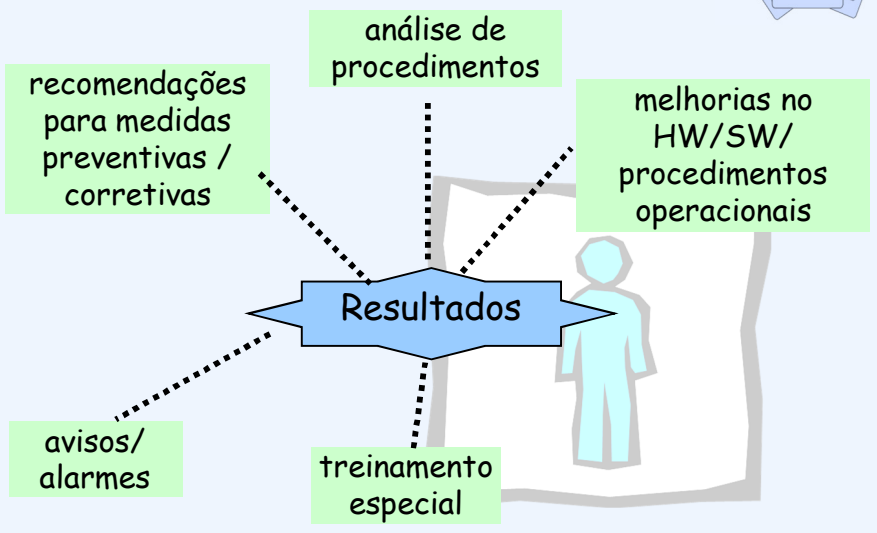 análise de
procedimentos
recomendações
para medidas
preventivas /
corretivas
melhorias no
HW/SW/
procedimentos
operacionais
Resultados
avisos/
alarmes
treinamento
especial